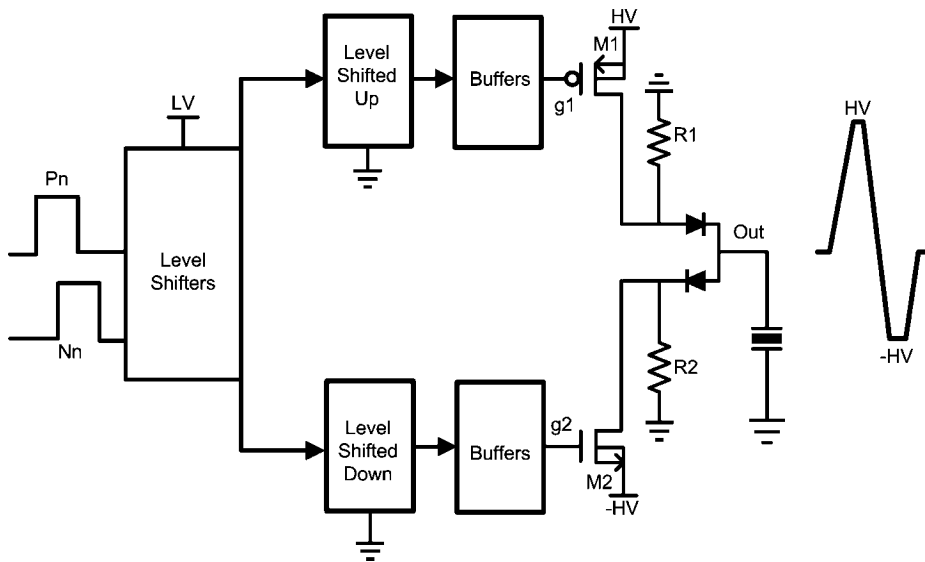 HV
M1
Level
Shifted
Up
Buffers
g1
LV
R1
HV
Pn
Level
Shifters
Out
Nn
-HV
R2
Level
Shifted
Down
Buffers
g2
M2
-HV